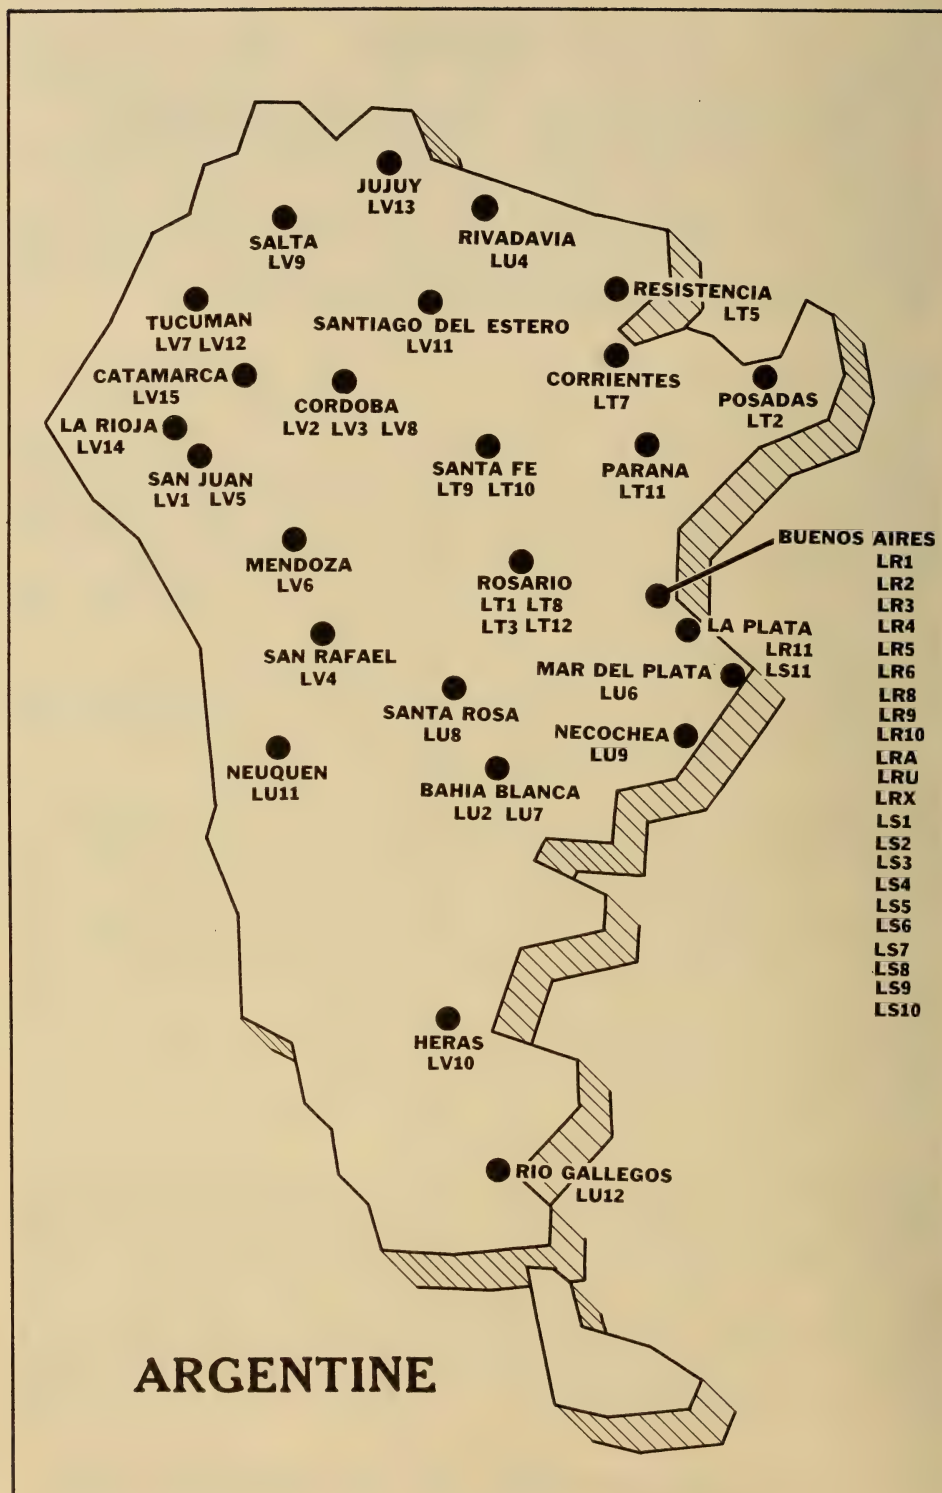 JUJUY
LV13
SALTA
LV9
RIVADAVIA
LU4
RESISTENCIA
LT5
TUCUMAN
LV7 LV12
SANTIAGO DEL ESTERO
LV11
CORRIENTES
LT7
POSADAS
LT2
CATAMARCA
LV15
CORDOBA
LV2 LV3 LV8
LA RIOJA
LV14
SAN JUAN
LV1 LV5
SANTA FE
LT9 LT10
PARANA
LT11
MENDOZA
LV6
ROSARIO
LT1 LT8
LT3 LT12
BUENOS AIRES
LR1
LR2
LR3
LR4
LR5
LR6
LR8
LR9
LR10
LRA
LRU
LRX
LS1
LS2
LS3
LS4
LS5
LS6
LS7
LS8
LS9
LS10
LA PLATA
LR11
LS11
SAN RAFAEL
LV4
MAR DEL PLATA
LU6
SANTA ROSA
LU8
NECOCHEA
LU9
NEUQUEN
LU11
BAHIA BLANCA
LU2 LU7
HERAS
LV10
RIO GALLEGOS
LU12
ARGENTINE